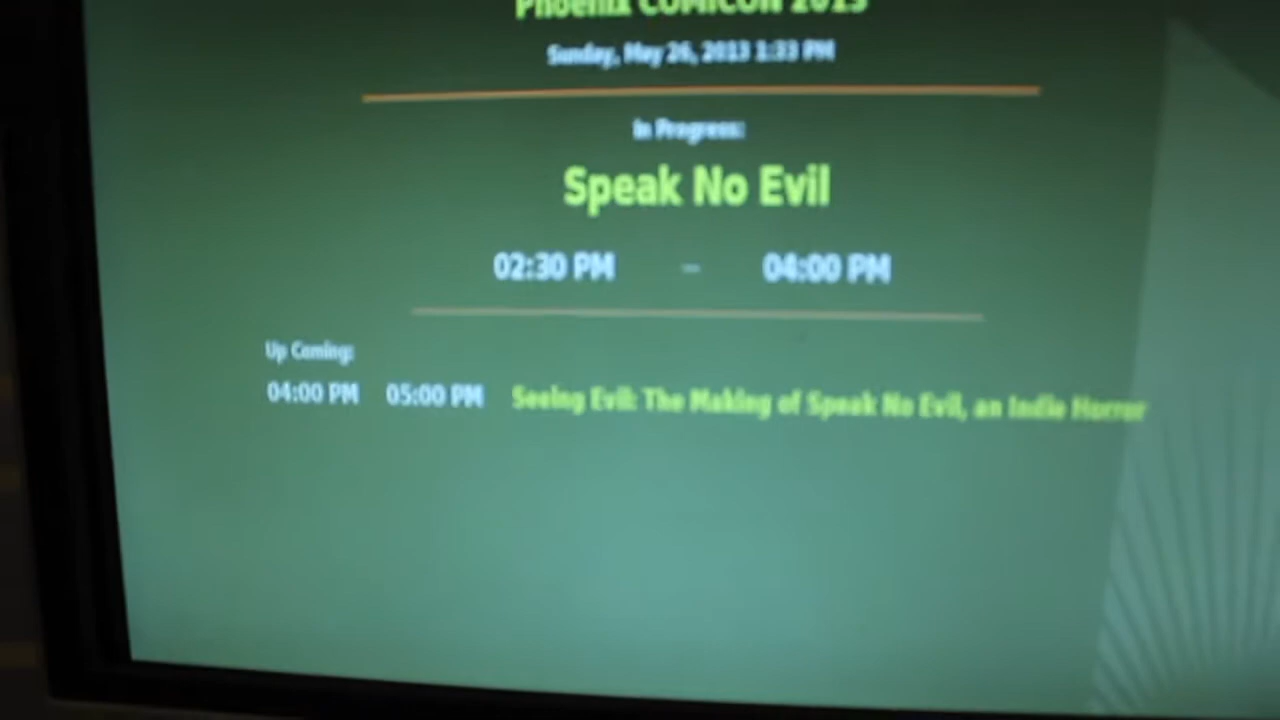 Phoenix COMICON 2013
Sunday, May 26, 2013 1:33 PM
In Progress:
Speak No Evil
02:30 PM – 04:00 PM
Up Coming:
04:00 PM 05:00 PM Seeing Evil: The Making of Speak No Evil, an Indie Horror